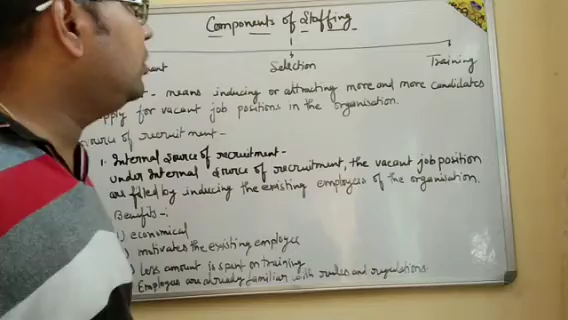 Components of Staffing
ment Selection Training
- means inducing or attracting more and more candidates
apply for vacant job positions in the organisation.
source of recruitment -
1. Internal source of recruitment -
under Internal source of recruitment, the vacant job position
are filled by inducing the existing employees of the organisation.
Benefits -:
1) economical
) motivates the existing employee
) less amount is spent on training
Employees are already familiar with rules and regulations